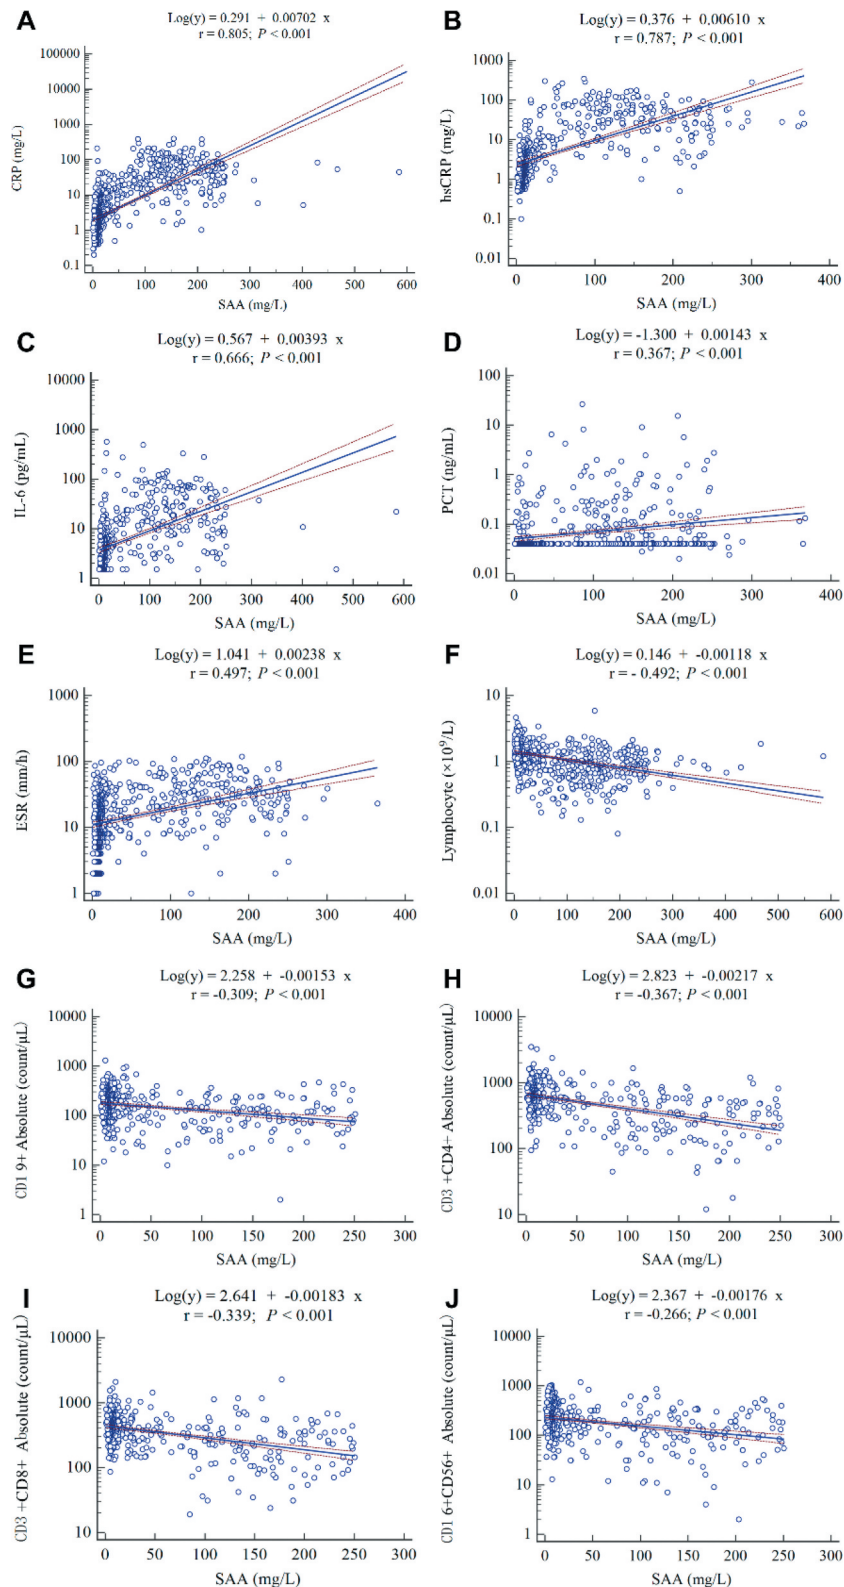 A
Log(y) = 0.291 + 0.00702 x
r = 0.805; P < 0.001
CRP (mg/L)
100000
10000
1000
100
10
1
0.1
0 100 200 300 400 500 600
SAA (mg/L)
B
Log(y) = 0.376 + 0.00610 x
r = 0.787; P < 0.001
hsCRP (mg/L)
1000
100
10
1
0.1
0.01
0 100 200 300 400
SAA (mg/L)
C
Log(y) = 0.567 + 0.00393 x
r = 0.666; P < 0.001
IL-6 (pg/mL)
10000
1000
100
10
1
0 100 200 300 400 500 600
SAA (mg/L)
D
Log(y) = -1.300 + 0.00143 x
r = 0.367; P < 0.001
PCT (ng/mL)
100
10
1
0.1
0.01
0 100 200 300 400
SAA (mg/L)
E
Log(y) = 1.041 + 0.00238 x
r = 0.497; P < 0.001
ESR (mm/h)
1000
100
10
1
0 100 200 300 400
SAA (mg/L)
F
Log(y) = 0.146 + -0.00118 x
r = - 0.492; P < 0.001
Lymphocyte (×10⁹/L)
10
1
0.1
0.01
0 100 200 300 400 500 600
SAA (mg/L)
G
Log(y) = 2.258 + -0.00153 x
r = -0.309; P < 0.001
CD1 9+ Absolute (count/μL)
10000
1000
100
10
1
0 50 100 150 200 250 300
SAA (mg/L)
H
Log(y) = 2.823 + -0.00217 x
r = -0.367; P < 0.001
CD3 +CD4+ Absolute (count/μL)
10000
1000
100
10
0 50 100 150 200 250 300
SAA (mg/L)
I
Log(y) = 2.641 + -0.00183 x
r = -0.339; P < 0.001
CD3 +CD8+ Absolute (count/μL)
10000
1000
100
10
0 50 100 150 200 250 300
SAA (mg/L)
J
Log(y) = 2.367 + -0.00176 x
r = -0.266; P < 0.001
CD1 6+CD56+ Absolute (count/μL)
10000
1000
100
10
1
0 50 100 150 200 250 300
SAA (mg/L)